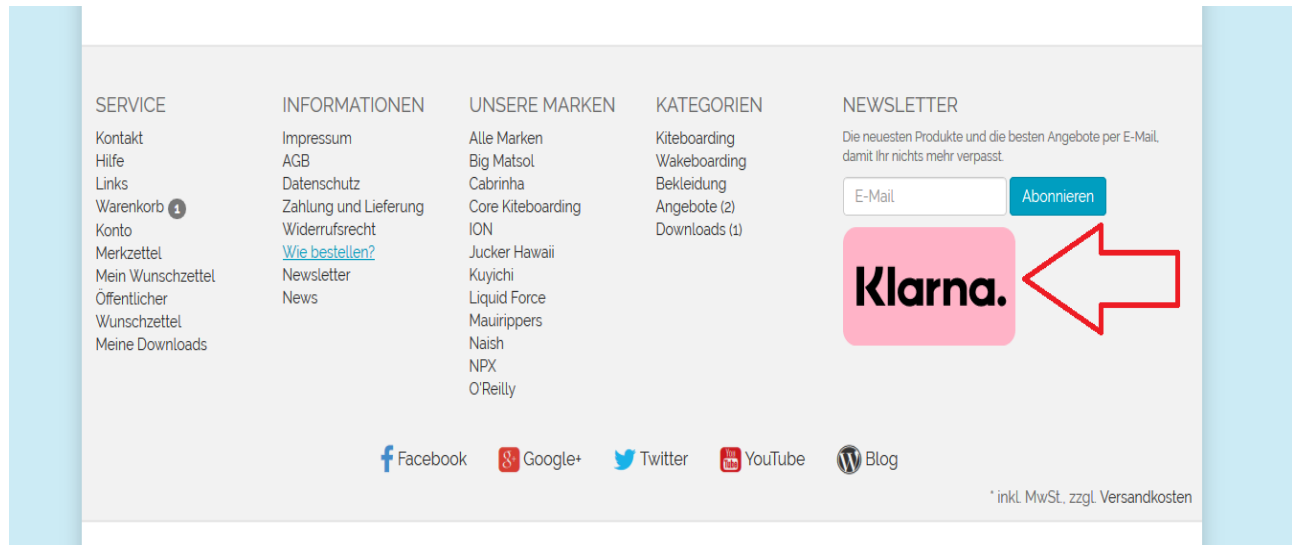 SERVICE
Kontakt
Hilfe
Links
Warenkorb 1
Konto
Merkzettel
Mein Wunschzettel
Öffentlicher
Wunschzettel
Meine Downloads
INFORMATIONEN
Impressum
AGB
Datenschutz
Zahlung und Lieferung
Widerrufsrecht
Wie bestellen?
Newsletter
News
UNSERE MARKEN
Alle Marken
Big Matsol
Cabrinha
Core Kiteboarding
ION
Jucker Hawaii
Kuyichi
Liquid Force
Mauirippers
Naish
NPX
O'Reilly
KATEGORIEN
Kiteboarding
Wakeboarding
Bekleidung
Angebote (2)
Downloads (1)
NEWSLETTER
Die neuesten Produkte und die besten Angebote per E-Mail,
damit Ihr nichts mehr verpasst.
E-Mail
Abonnieren
Klarna.
Facebook
Google+
Twitter
YouTube
Blog
* inkl. MwSt., zzgl. Versandkosten